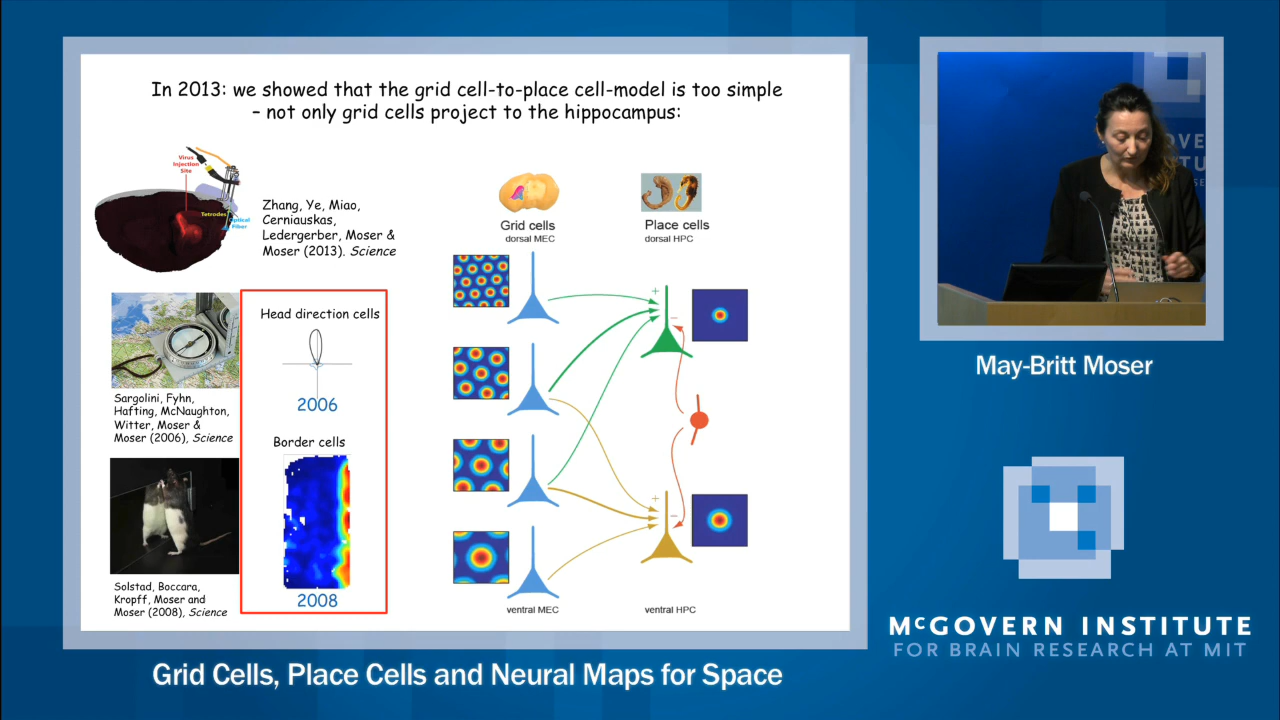 In 2013: we showed that the grid cell-to-place cell-model is too simple
– not only grid cells project to the hippocampus:
Virus
Injection
Site
Tetrodes
Optical
Fiber
Zhang, Ye, Miao,
Cerniauskas,
Ledergerber, Moser &
Moser (2013). Science
Grid cells
dorsal MEC
Place cells
dorsal HPC
Head direction cells
2006
Sargolini, Fyhn,
Hafting, McNaughton,
Witter, Moser &
Moser (2006), Science
Border cells
2008
Solstad, Boccara,
Kropff, Moser and
Moser (2008), Science
+
–
+
–
ventral MEC
ventral HPC
May-Britt Moser
McGOVERN INSTITUTE
FOR BRAIN RESEARCH AT MIT
Grid Cells, Place Cells and Neural Maps for Space